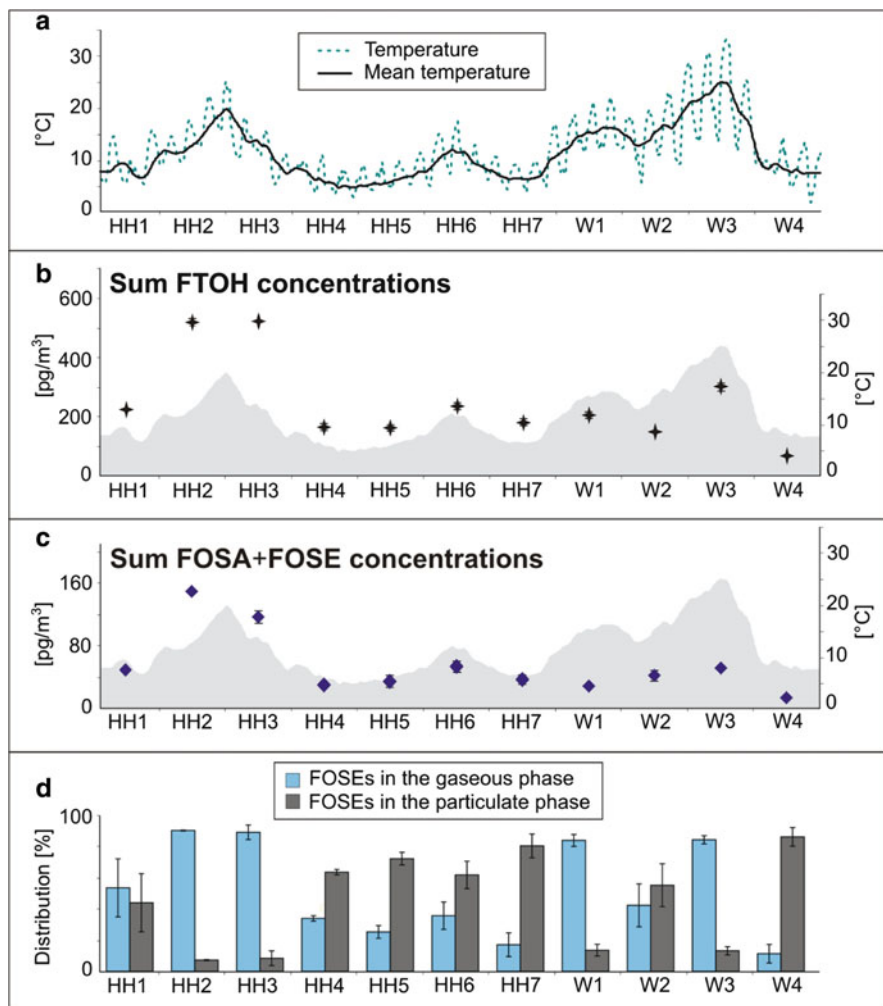 a
Temperature
Mean temperature
[°C]
30
20
10
0
HH1 HH2 HH3 HH4 HH5 HH6 HH7 W1 W2 W3 W4
b
Sum FTOH concentrations
[pg/m³]
600
400
200
0
30
20
10
0
[°C]
HH1 HH2 HH3 HH4 HH5 HH6 HH7 W1 W2 W3 W4
c
Sum FOSA+FOSE concentrations
[pg/m³]
160
80
0
30
20
10
0
[°C]
HH1 HH2 HH3 HH4 HH5 HH6 HH7 W1 W2 W3 W4
d
FOSEs in the gaseous phase
FOSEs in the particulate phase
Distribution [%]
100
0
HH1 HH2 HH3 HH4 HH5 HH6 HH7 W1 W2 W3 W4